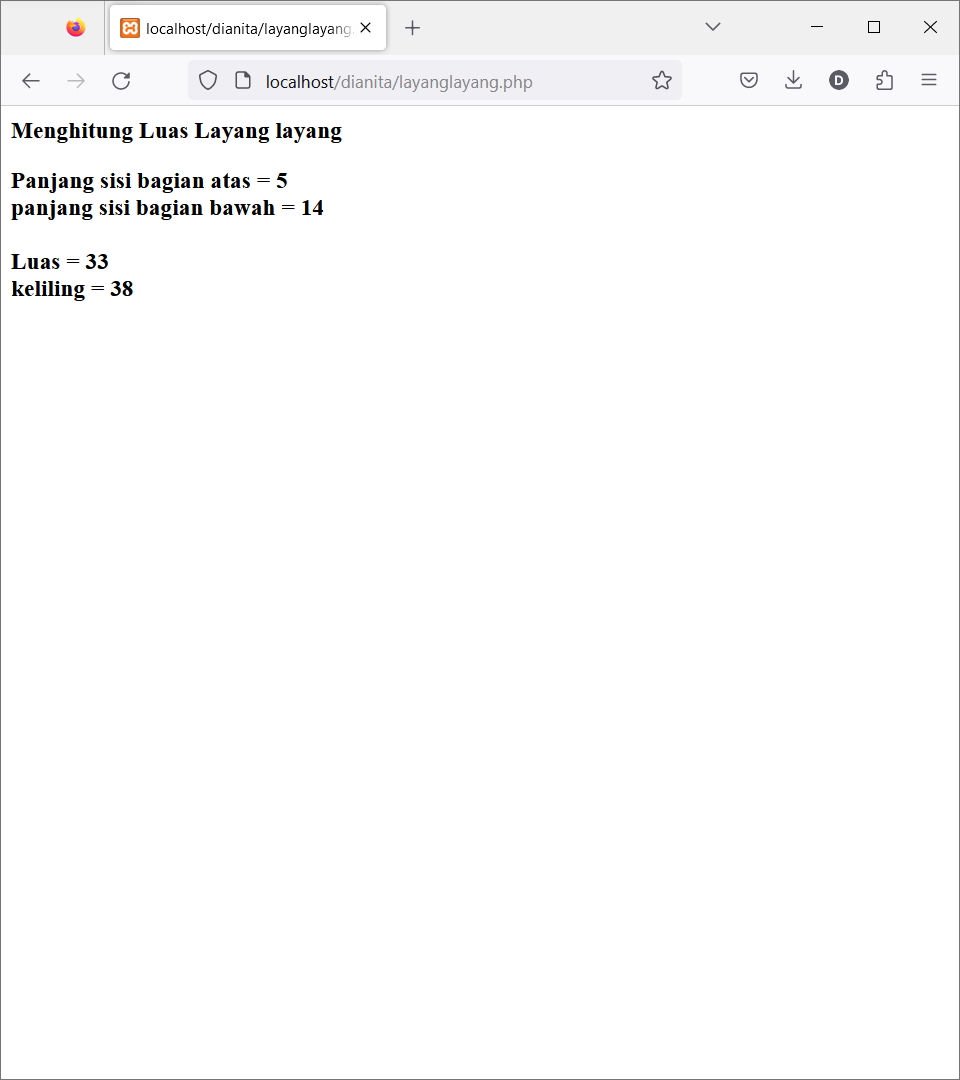 localhost/dianita/layanglayang.
localhost/dianita/layanglayang.php
D
Menghitung Luas Layang layang
Panjang sisi bagian atas = 5
panjang sisi bagian bawah = 14
Luas = 33
keliling = 38